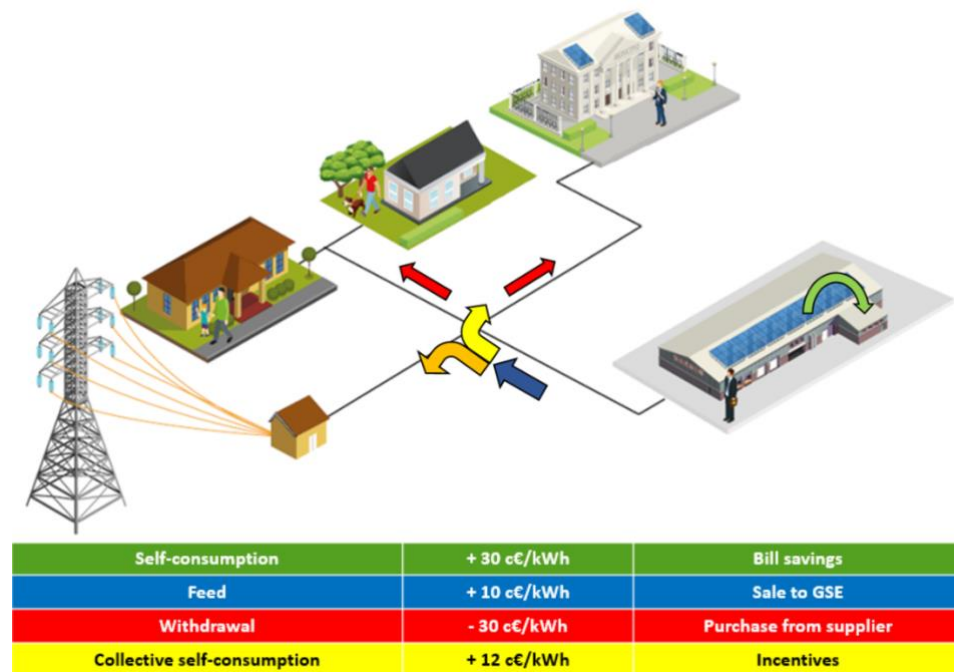 Self-consumption + 30 c€/kWh Bill savings
Feed + 10 c€/kWh Sale to GSE
Withdrawal - 30 c€/kWh Purchase from supplier
Collective self-consumption + 12 c€/kWh Incentives